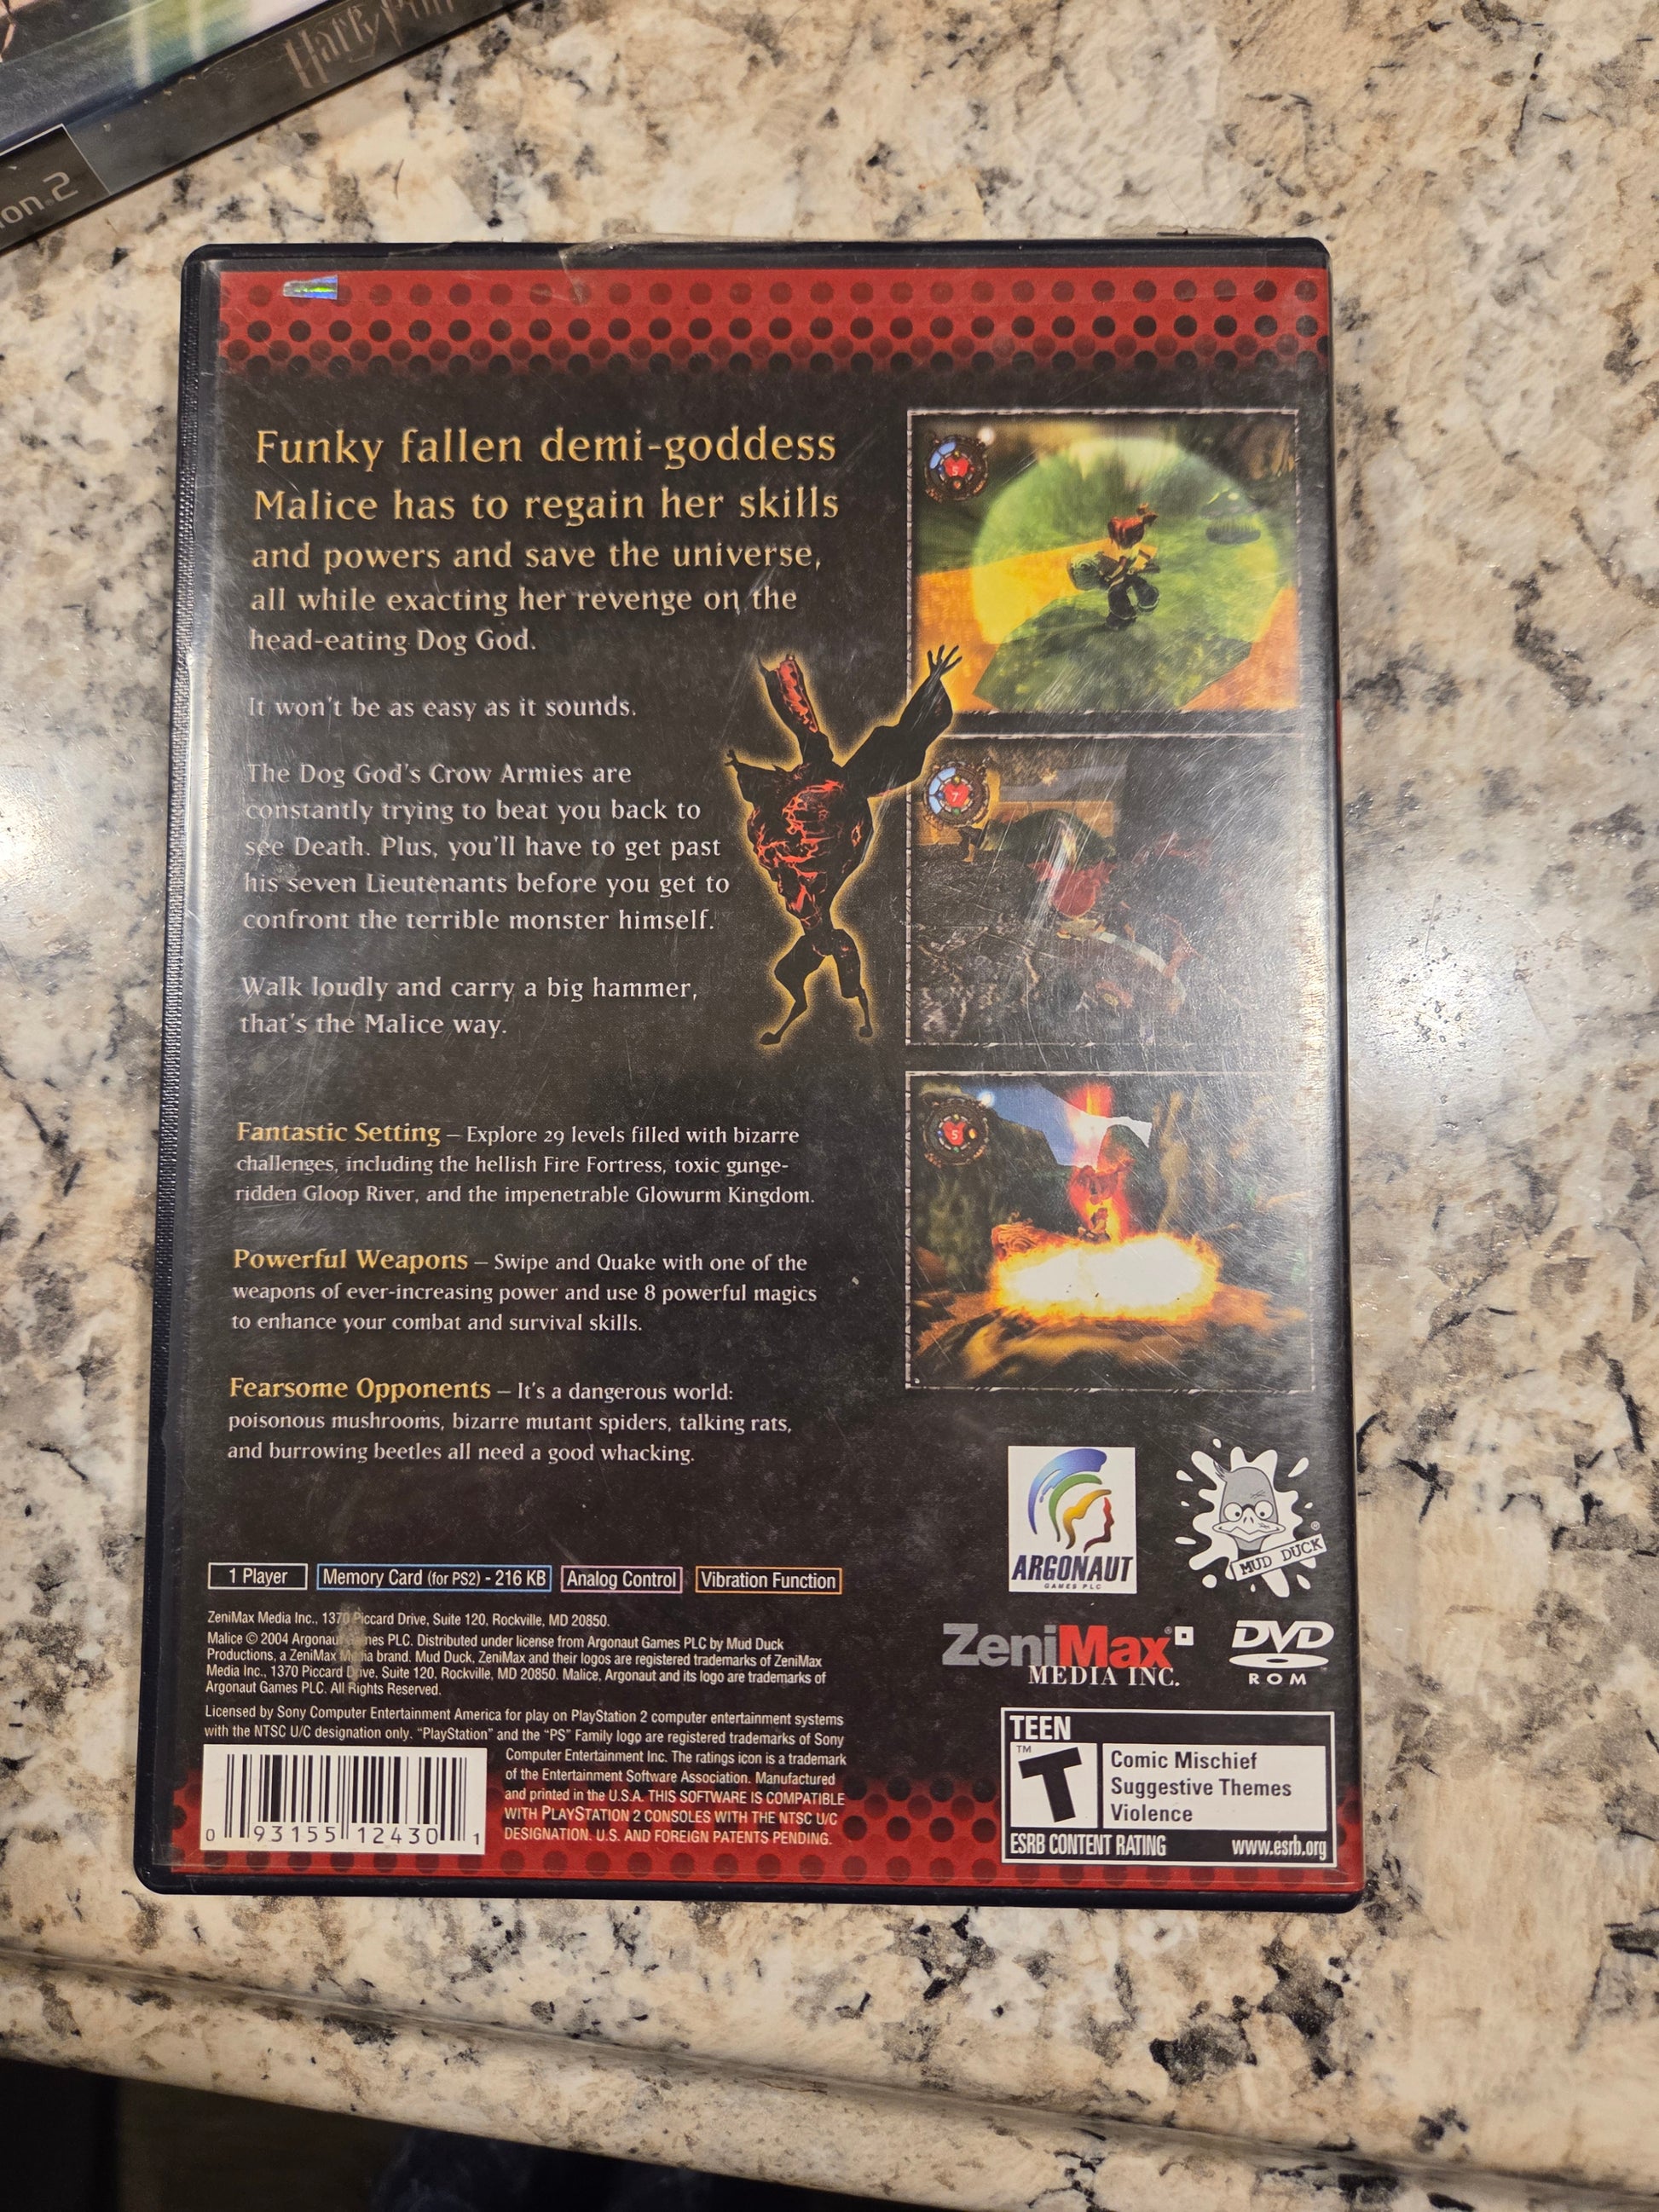 Harry
on.2
Funky fallen demi-goddess
Malice has to regain her skills
and powers and save the universe,
all while exacting her revenge on the
head-eating Dog God.
It won't be as easy as it sounds.
The Dog God's Crow Armies are
constantly trying to beat you back to
see Death. Plus, you'll have to get past
his seven Lieutenants before you get to
confront the terrible monster himself.
Walk loudly and carry a big hammer,
that's the Malice way.
5
7
5
Fantastic Setting – Explore 29 levels filled with bizarre
challenges, including the hellish Fire Fortress, toxic gunge-
ridden Gloop River, and the impenetrable Glowurm Kingdom.
Powerful Weapons – Swipe and Quake with one of the
weapons of ever-increasing power and use 8 powerful magics
to enhance your combat and survival skills.
Fearsome Opponents – It's a dangerous world:
poisonous mushrooms, bizarre mutant spiders, talking rats,
and burrowing beetles all need a good whacking.
ARGONAUT
GAMES PLC
MUD DUCK ®
1 Player
Memory Card (for PS2) - 216 KB
Analog Control
Vibration Function
ZeniMax Media Inc., 1370 Piccard Drive, Suite 120, Rockville, MD 20850.
Malice © 2004 Argonaut Games PLC. Distributed under license from Argonaut Games PLC by Mud Duck
Productions, a ZeniMax Media brand. Mud Duck, ZeniMax and their logos are registered trademarks of ZeniMax
Media Inc., 1370 Piccard Drive, Suite 120, Rockville, MD 20850. Malice, Argonaut and its logo are trademarks of
Argonaut Games PLC. All Rights Reserved.
Licensed by Sony Computer Entertainment America for play on PlayStation 2 computer entertainment systems
with the NTSC U/C designation only. "PlayStation" and the "PS" Family logo are registered trademarks of Sony
Computer Entertainment Inc. The ratings icon is a trademark
of the Entertainment Software Association. Manufactured
and printed in the U.S.A. THIS SOFTWARE IS COMPATIBLE
WITH PLAYSTATION 2 CONSOLES WITH THE NTSC U/C
DESIGNATION. U.S. AND FOREIGN PATENTS PENDING.
0 93155 12430 1
ZeniMax
MEDIA INC.
DVD
ROM
TEEN
T ™
Comic Mischief
Suggestive Themes
Violence
ESRB CONTENT RATING www.esrb.org